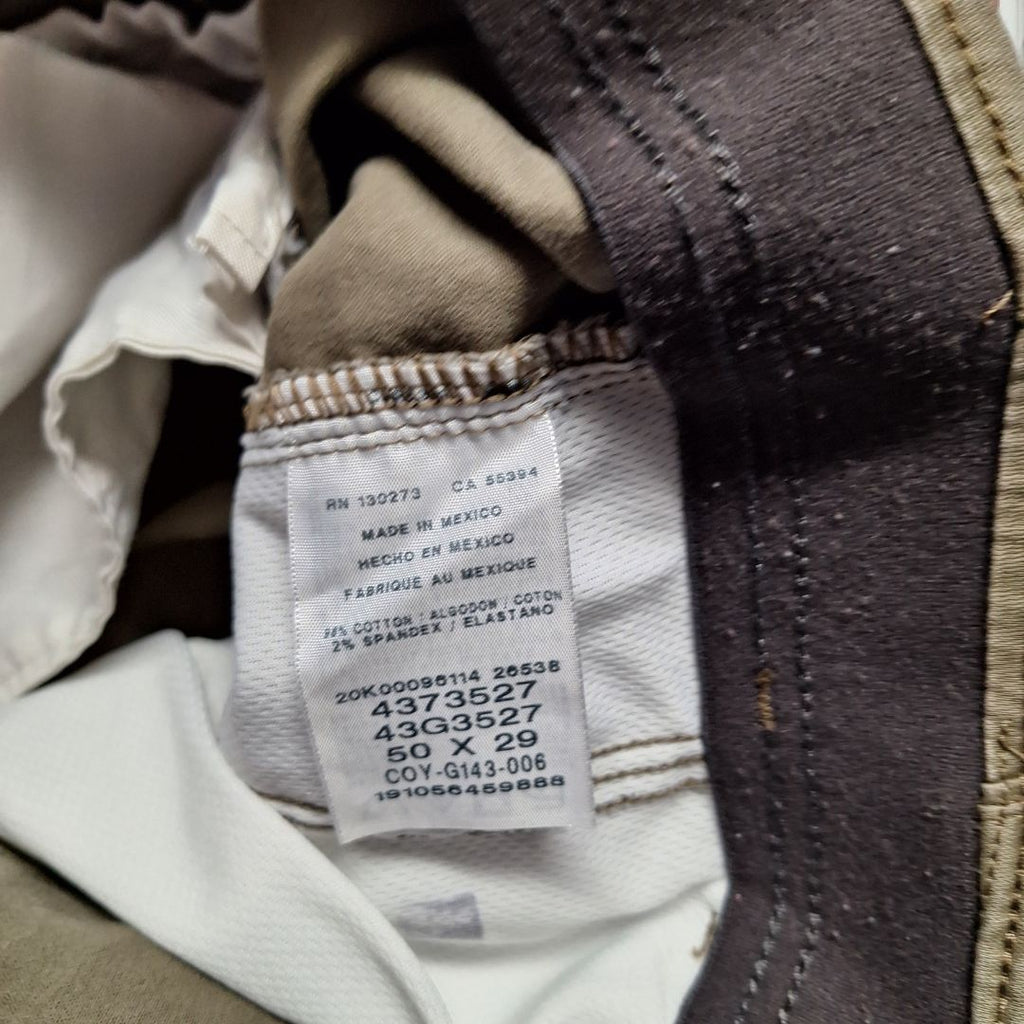 RN 130273 CA 55394
MADE IN MEXICO
HECHO EN MEXICO
FABRIQUE AU MEXIQUE
98% COTTON / ALGODON / COTON
2% SPANDEX / ELASTANO
20K00096114 26538
4373527
43G3527
50 X 29
COY-G143-006
191056459888